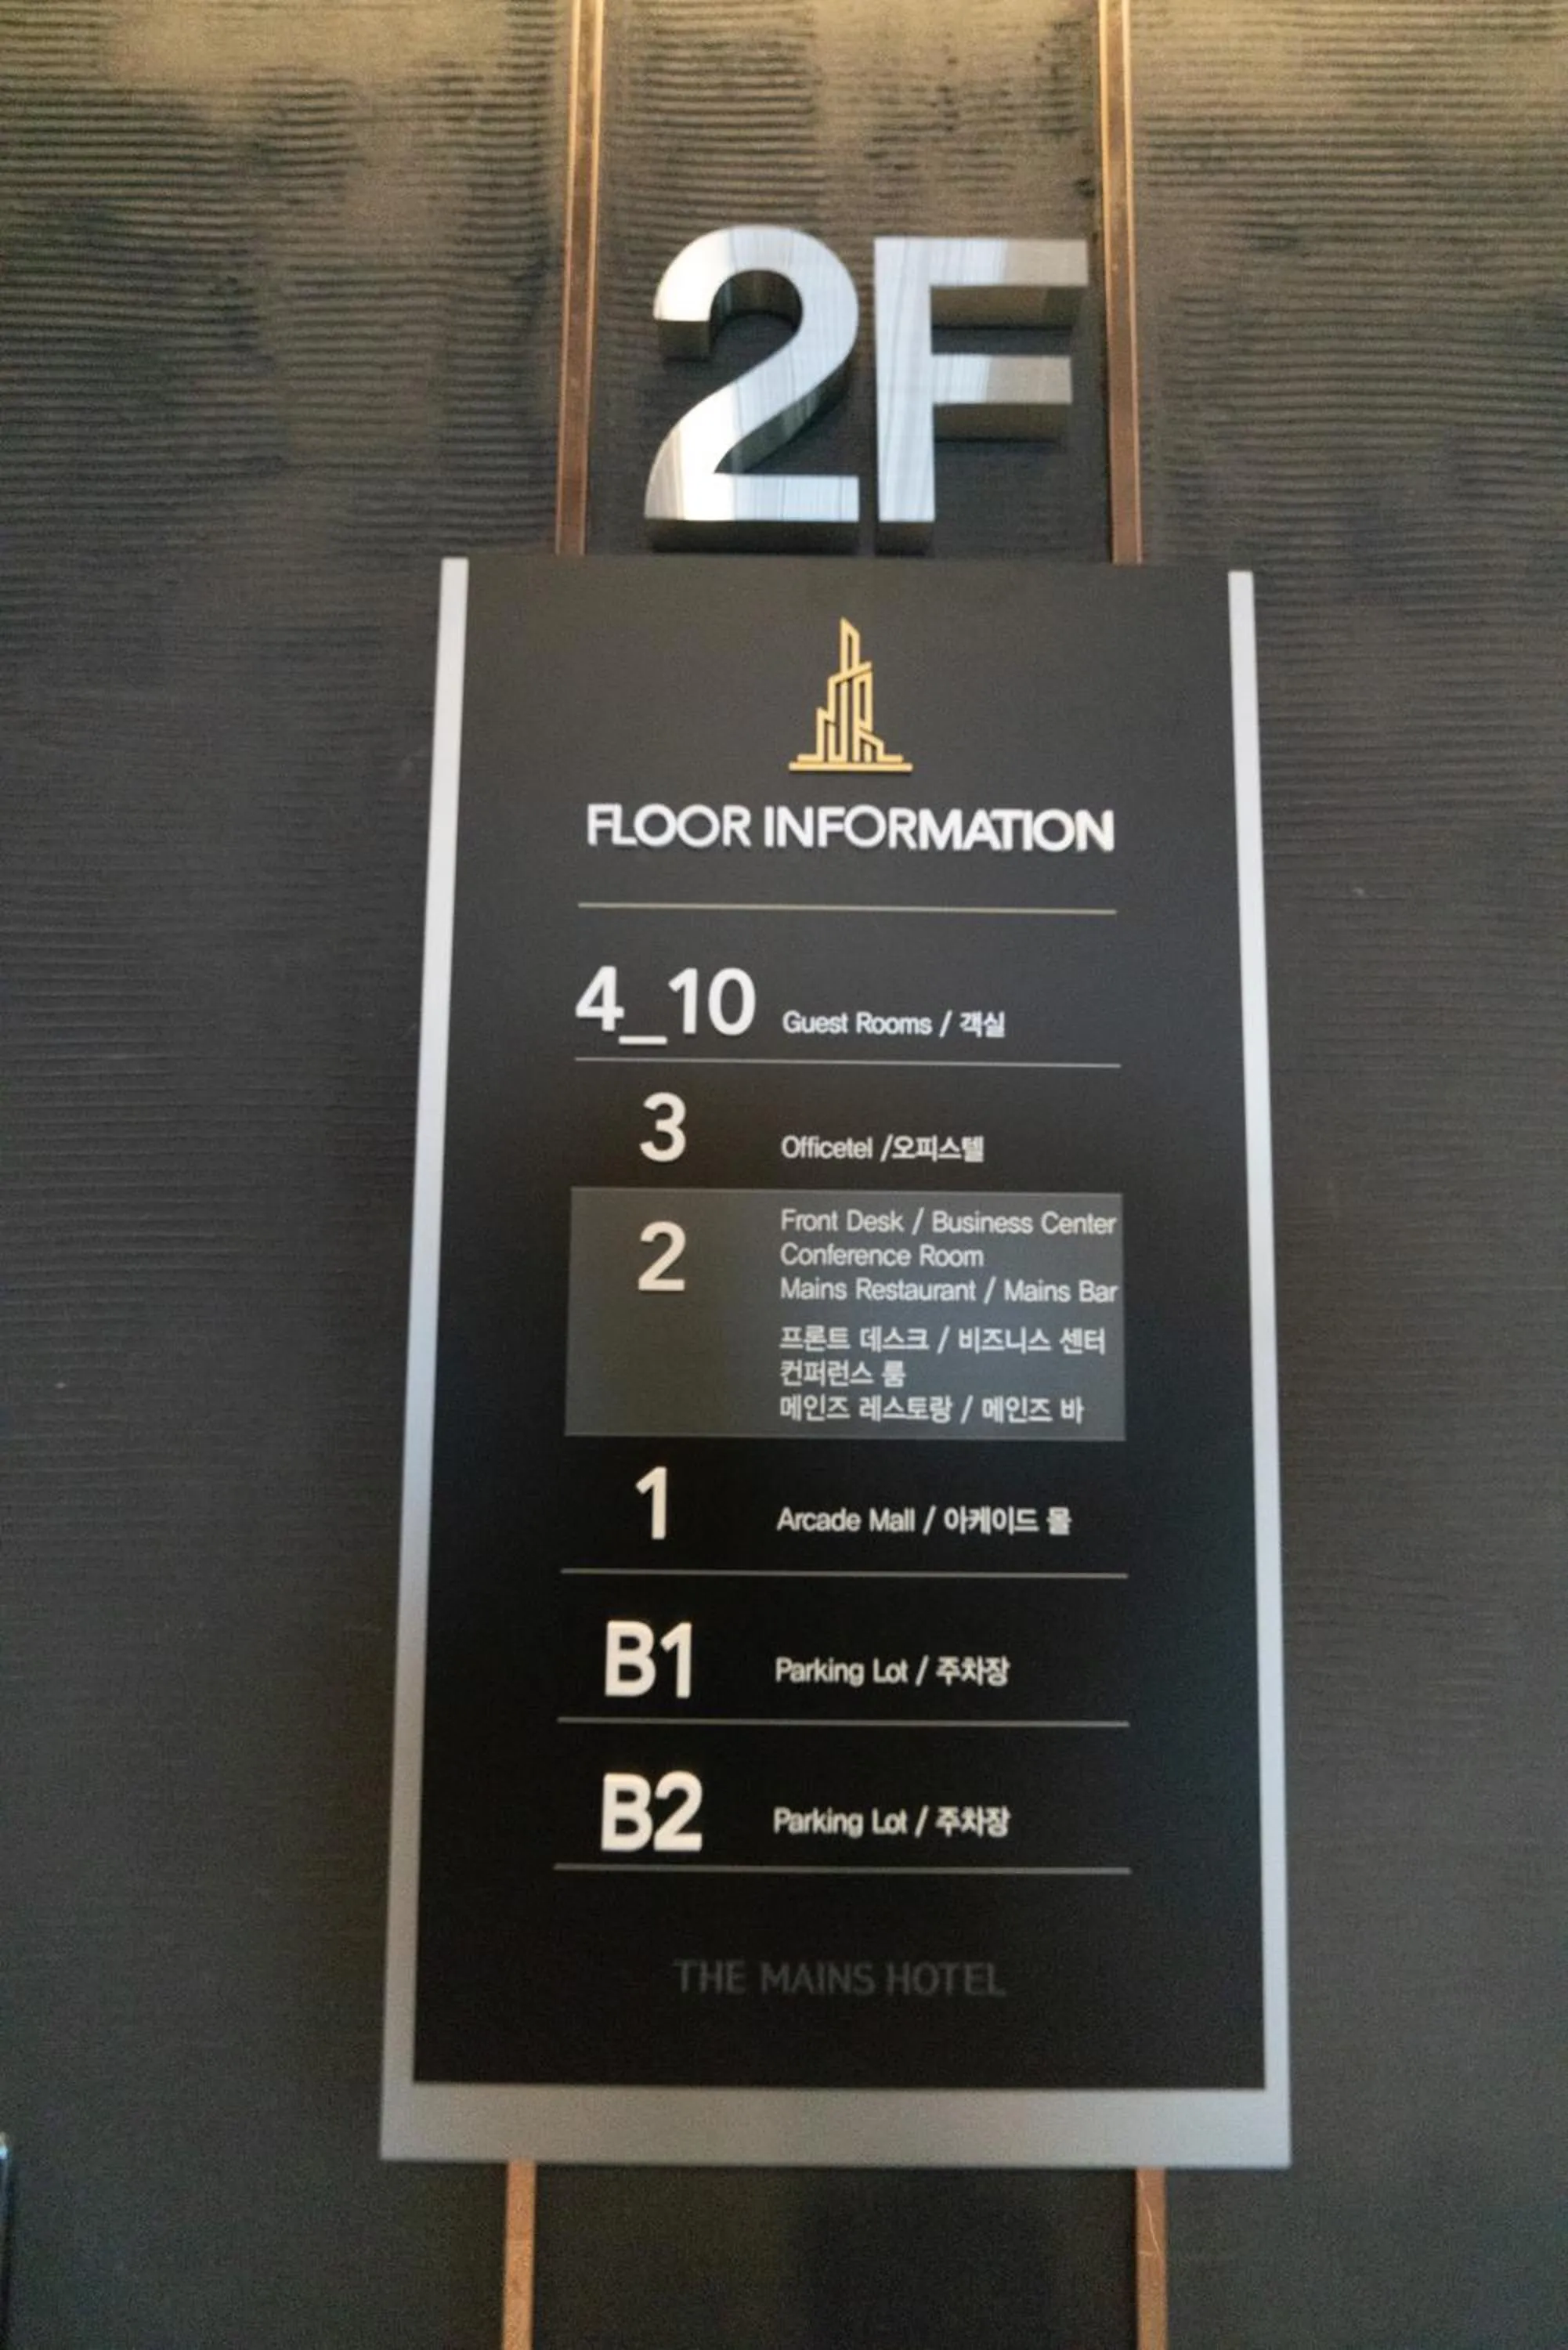 2F
FLOOR INFORMATION
4_10 Guest Rooms / 객실
3 Officetel /오피스텔
2 Front Desk / Business Center
Conference Room
Mains Restaurant / Mains Bar
프론트 데스크 / 비즈니스 센터
컨퍼런스 룸
메인즈 레스토랑 / 메인즈 바
1 Arcade Mall / 아케이드 몰
B1 Parking Lot / 주차장
B2 Parking Lot / 주차장
THE MAINS HOTEL